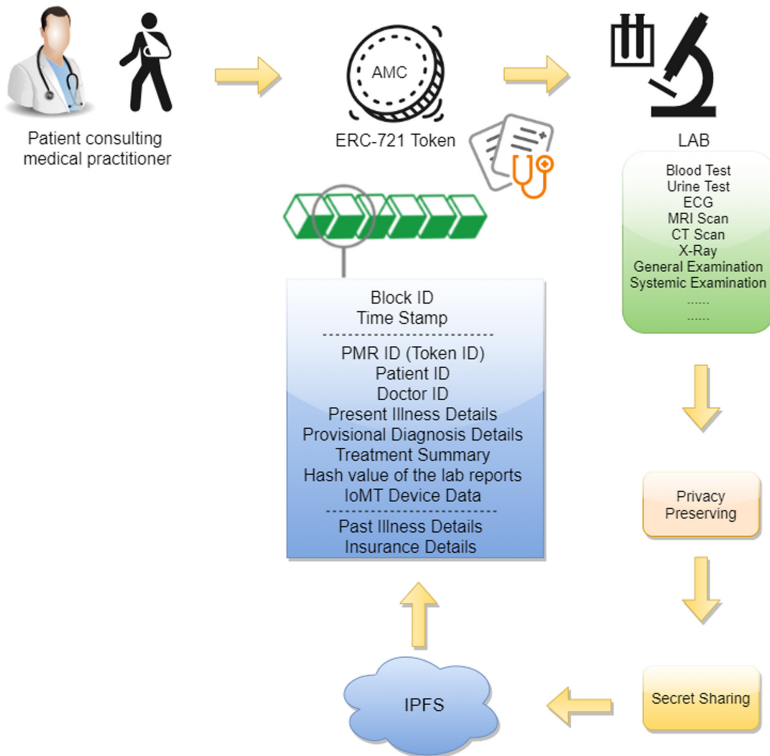 Patient consulting
medical practitioner
AMC
ERC-721 Token
LAB
Blood Test
Urine Test
ECG
MRI Scan
CT Scan
X-Ray
General Examination
Systemic Examination
......
......
Block ID
Time Stamp
PMR ID (Token ID)
Patient ID
Doctor ID
Present Illness Details
Provisional Diagnosis Details
Treatment Summary
Hash value of the lab reports
IoMT Device Data
Past Illness Details
Insurance Details
Privacy
Preserving
Secret Sharing
IPFS